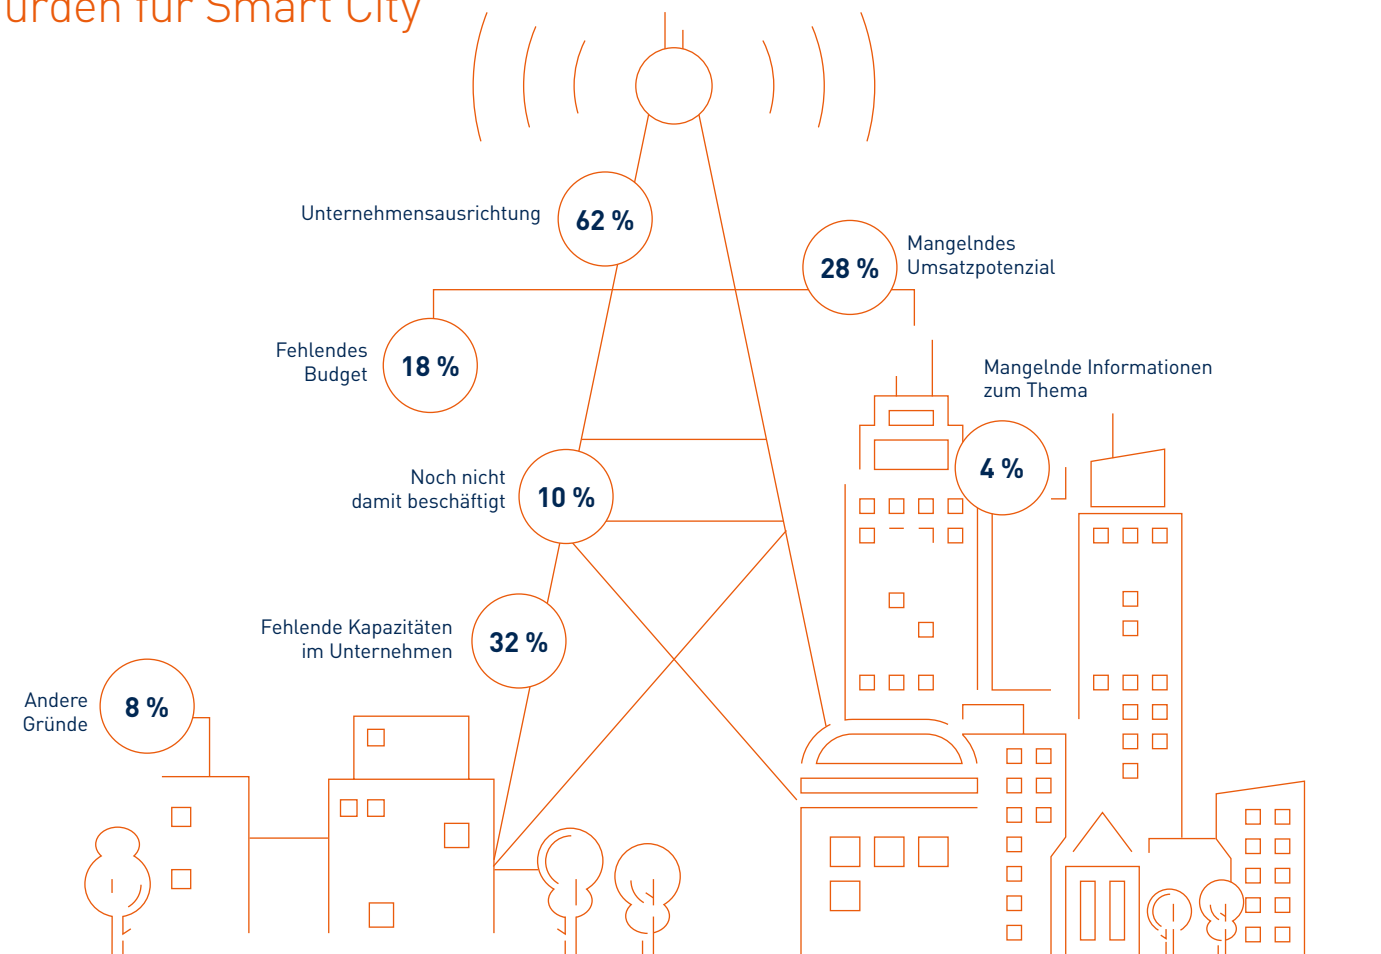 ürden für Smart City
Unternehmensausrichtung
62 %
28 %
Mangelndes
Umsatzpotenzial
Fehlendes
Budget
18 %
Mangelnde Informationen
zum Thema
4 %
Noch nicht
damit beschäftigt
10 %
Fehlende Kapazitäten
im Unternehmen
32 %
Andere
Gründe
8 %